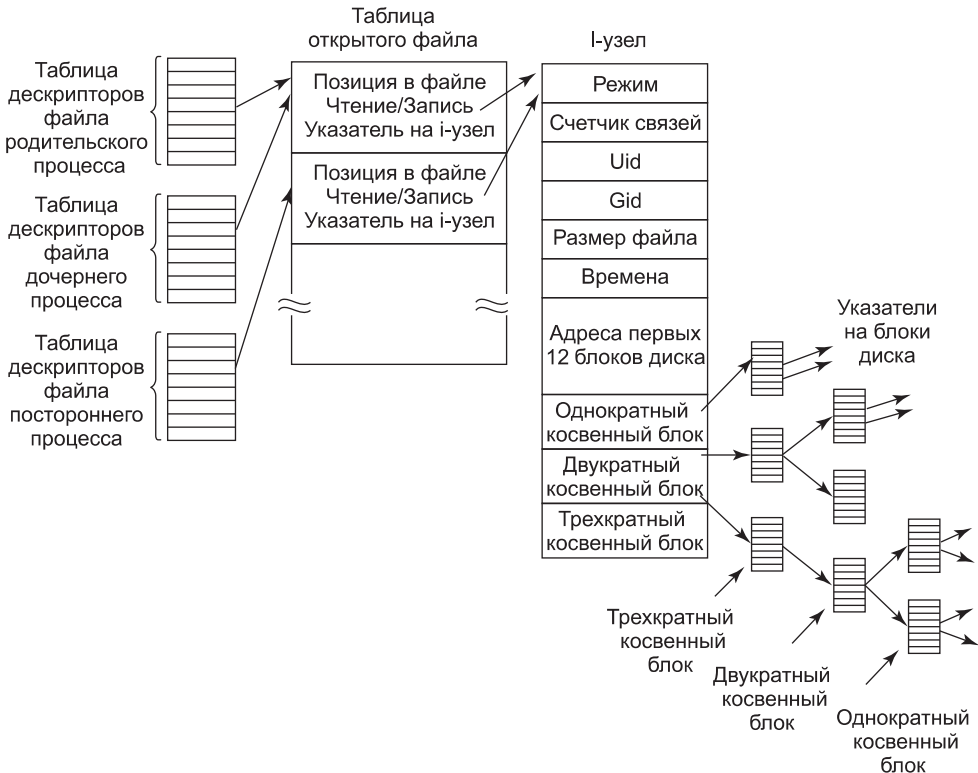 Таблица
дескрипторов
файла
родительского
процесса
Таблица
дескрипторов
файла
дочернего
процесса
Таблица
дескрипторов
файла
постороннего
процесса
Таблица
открытого файла
Позиция в файле
Чтение/Запись
Указатель на i-узел
Позиция в файле
Чтение/Запись
Указатель на i-узел
I-узел
Режим
Счетчик связей
Uid
Gid
Размер файла
Времена
Адреса первых
12 блоков диска
Однократный
косвенный блок
Двукратный
косвенный блок
Трехкратный
косвенный блок
Указатели
на блоки
диска
Трехкратный
косвенный
блок
Двукратный
косвенный
блок
Однократный
косвенный
блок